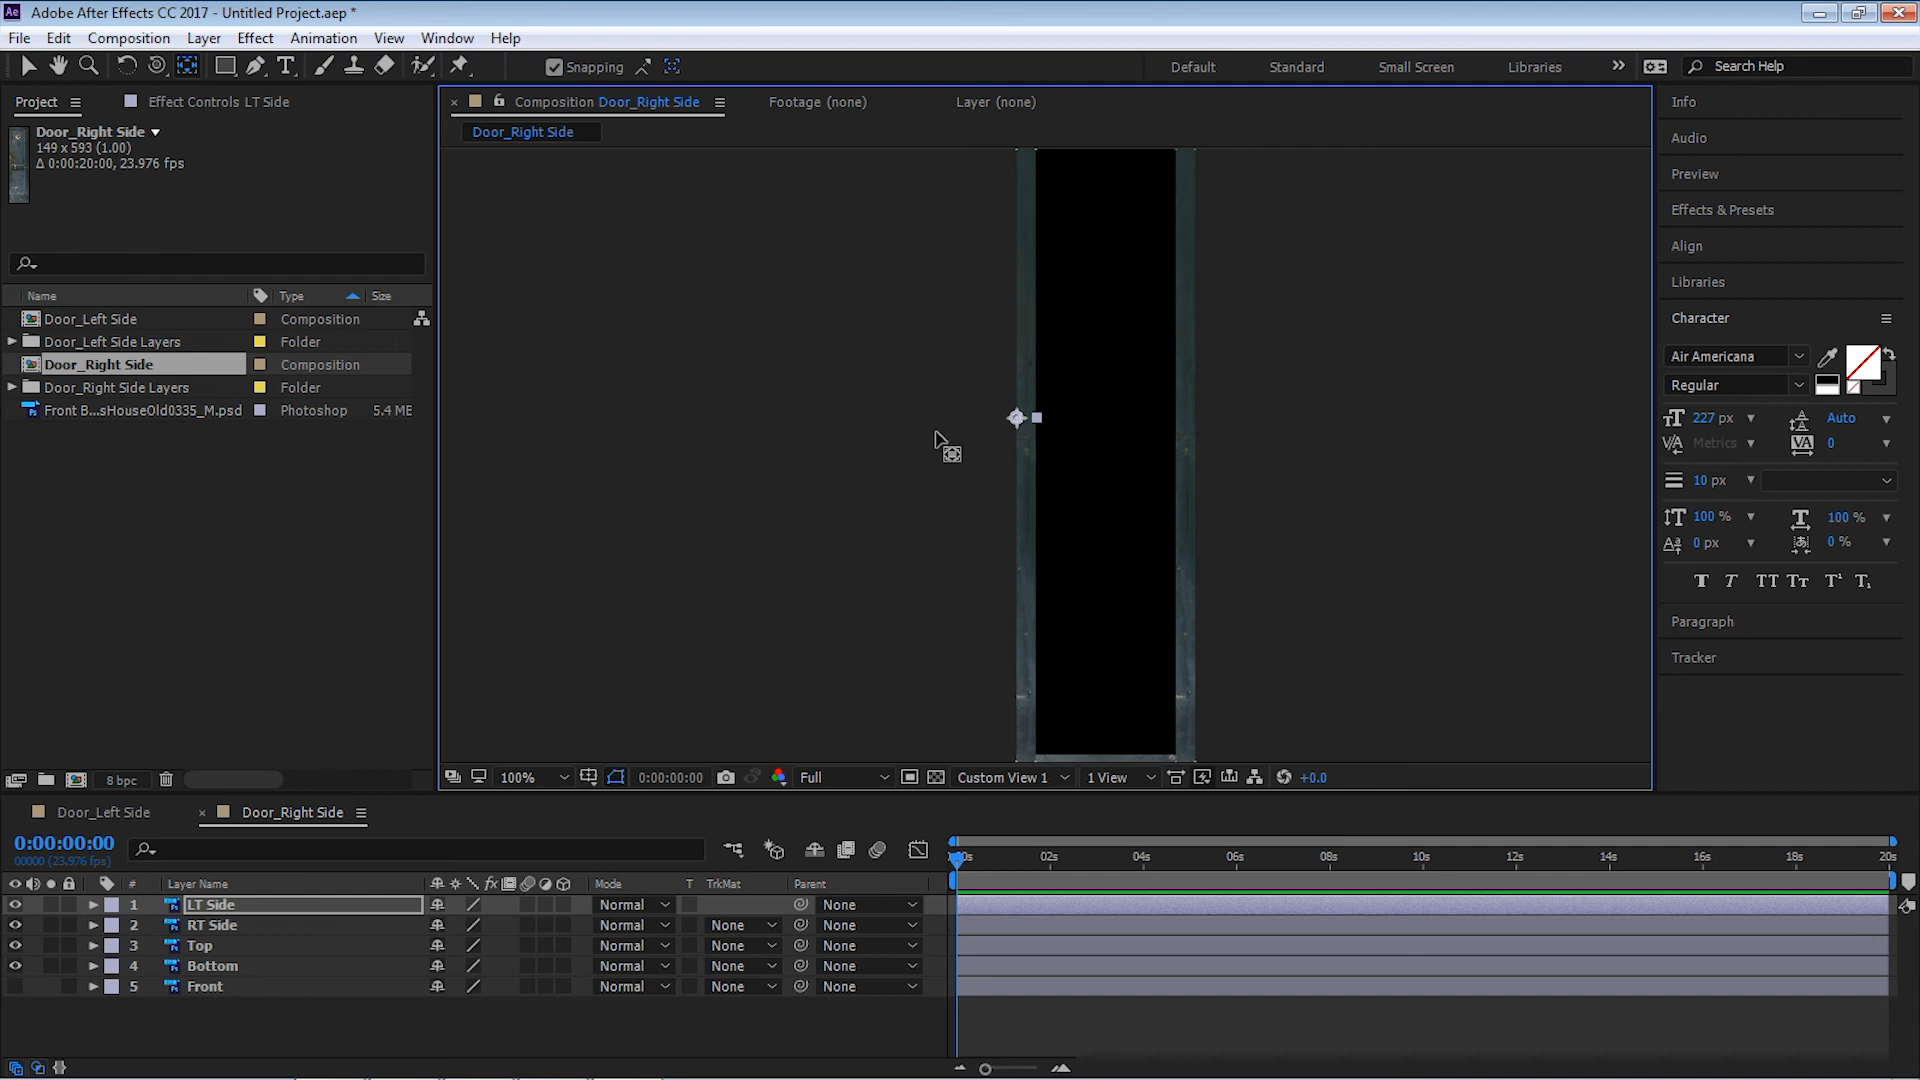 Ae Adobe After Effects CC 2017 - Untitled Project.aep *
File Edit Composition Layer Effect Animation View Window Help
Snapping Default Standard Small Screen Libraries Search Help
Project Effect Controls LT Side
Composition Door_Right Side Footage (none) Layer (none)
Door_Right Side
149 x 593 (1.00)
Δ 0:00:20:00, 23.976 fps
Door_Right Side
Name Type Size
Door_Left Side Composition
Door_Left Side Layers Folder
Door_Right Side Composition
Door_Right Side Layers Folder
Front B...sHouseOld0335_M.psd Photoshop 5.4 ME
8 bpc
100% 0:00:00:00 Full Custom View 1 1 View +0.0
Info
Audio
Preview
Effects & Presets
Align
Libraries
Character
Air Americana
Regular
227 px Auto
Metrics 0
10 px
100 % 100 %
0 px 0 %
T T TT Tт T¹ T₁
Paragraph
Tracker
Door_Left Side Door_Right Side
0:00:00:00
00000 (23.976 fps)
# Layer Name Mode T TrkMat Parent
1 LT Side Normal None
2 RT Side Normal None None
3 Top Normal None None
4 Bottom Normal None None
5 Front Normal None None
02s 04s 06s 08s 10s 12s 14s 16s 18s 20s